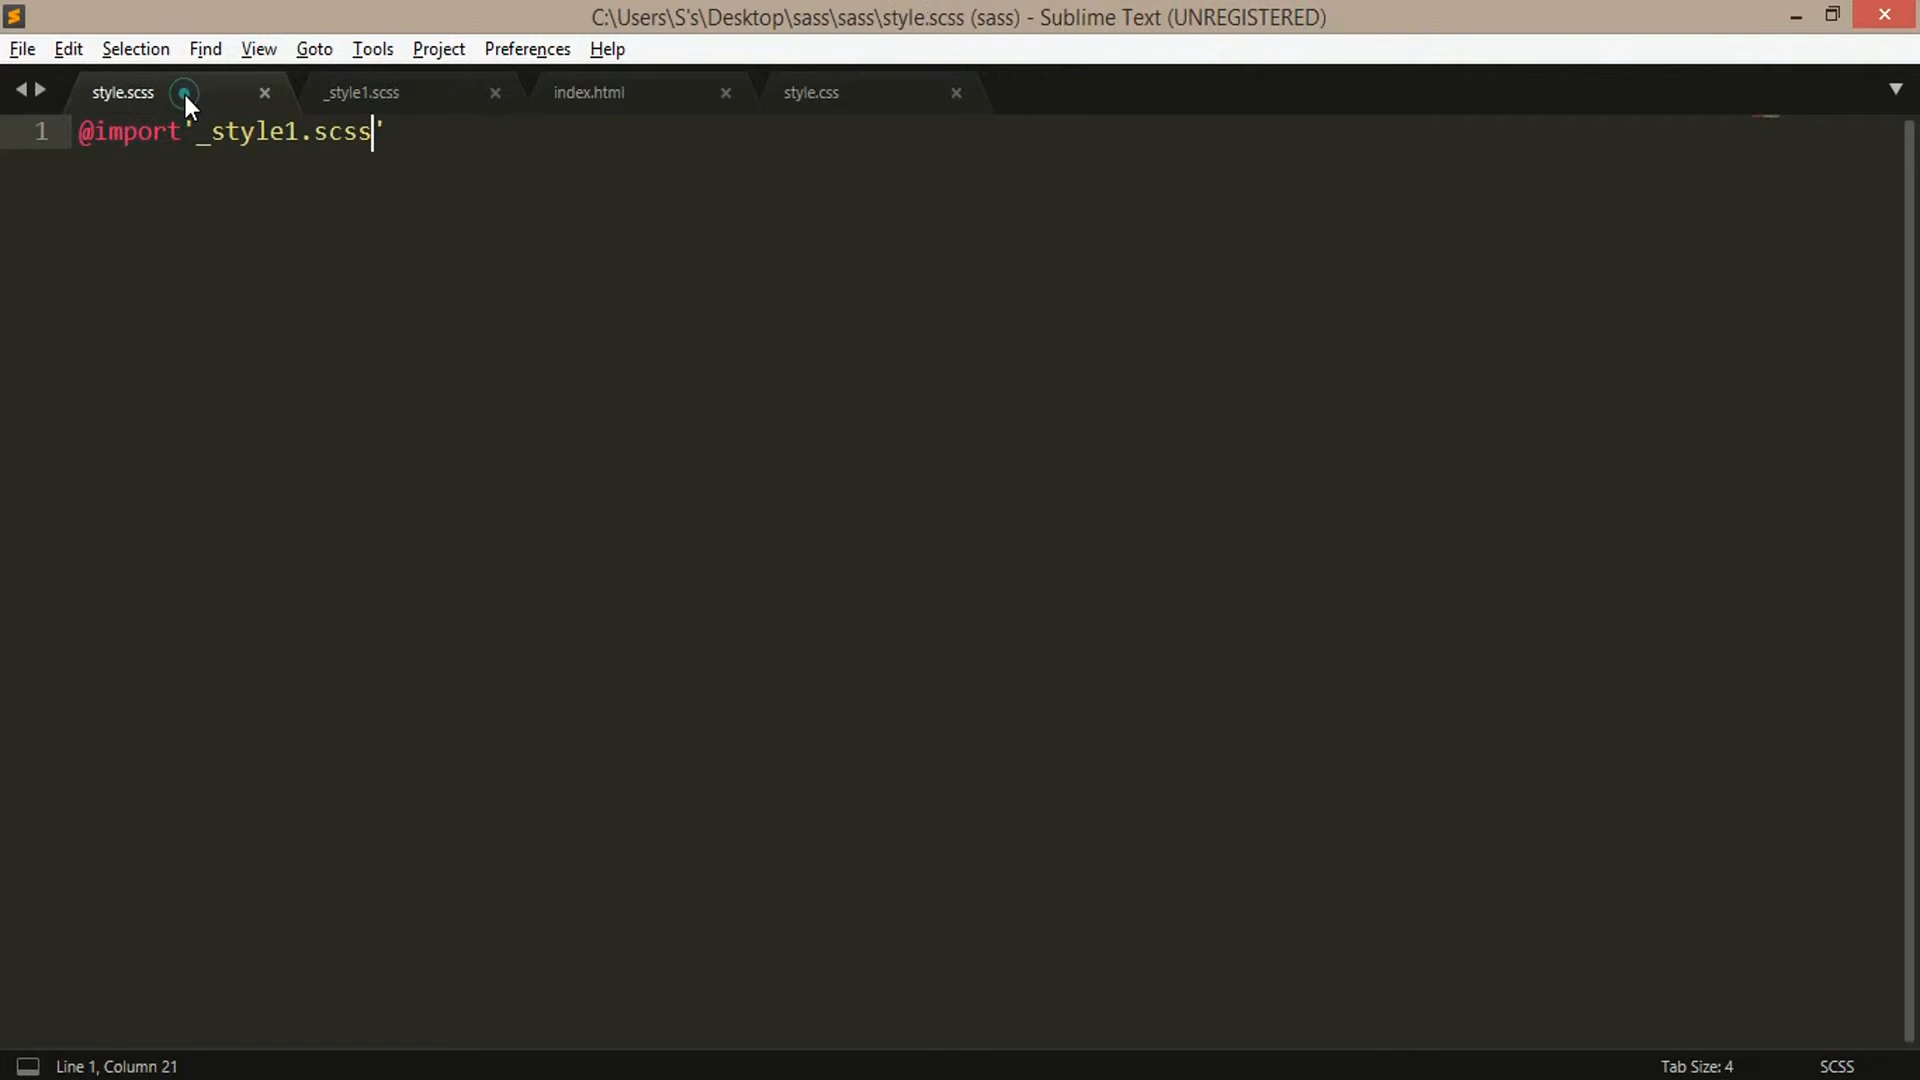 C:\Users\S's\Desktop\sass\sass\style.scss (sass) - Sublime Text (UNREGISTERED)
File Edit Selection Find View Goto Tools Project Preferences Help
style.scss _style1.scss index.html style.css
1 @import'_style1.scss'
Line 1, Column 21 Tab Size: 4 SCSS